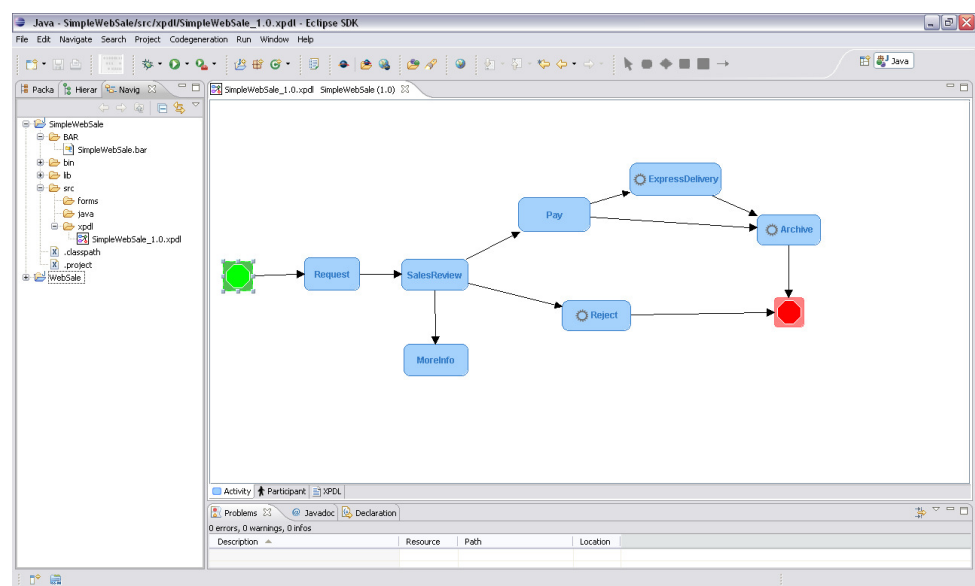 Java - SimpleWebSale/src/xpdl/SimpleWebSale_1.0.xpdl - Eclipse SDK
File Edit Navigate Search Project Codegeneration Run Window Help
Java
Packa Hierar Navig
SimpleWebSale_1.0.xpdl SimpleWebSale (1.0)
SimpleWebSale
BAR
SimpleWebSale.bar
bin
lib
src
forms
java
xpdl
SimpleWebSale_1.0.xpdl
.classpath
.project
WebSale
ExpressDelivery
Pay
Archive
Request
SalesReview
Reject
MoreInfo
Activity Participant XPDL
Problems Javadoc Declaration
0 errors, 0 warnings, 0 infos
Description Resource Path Location